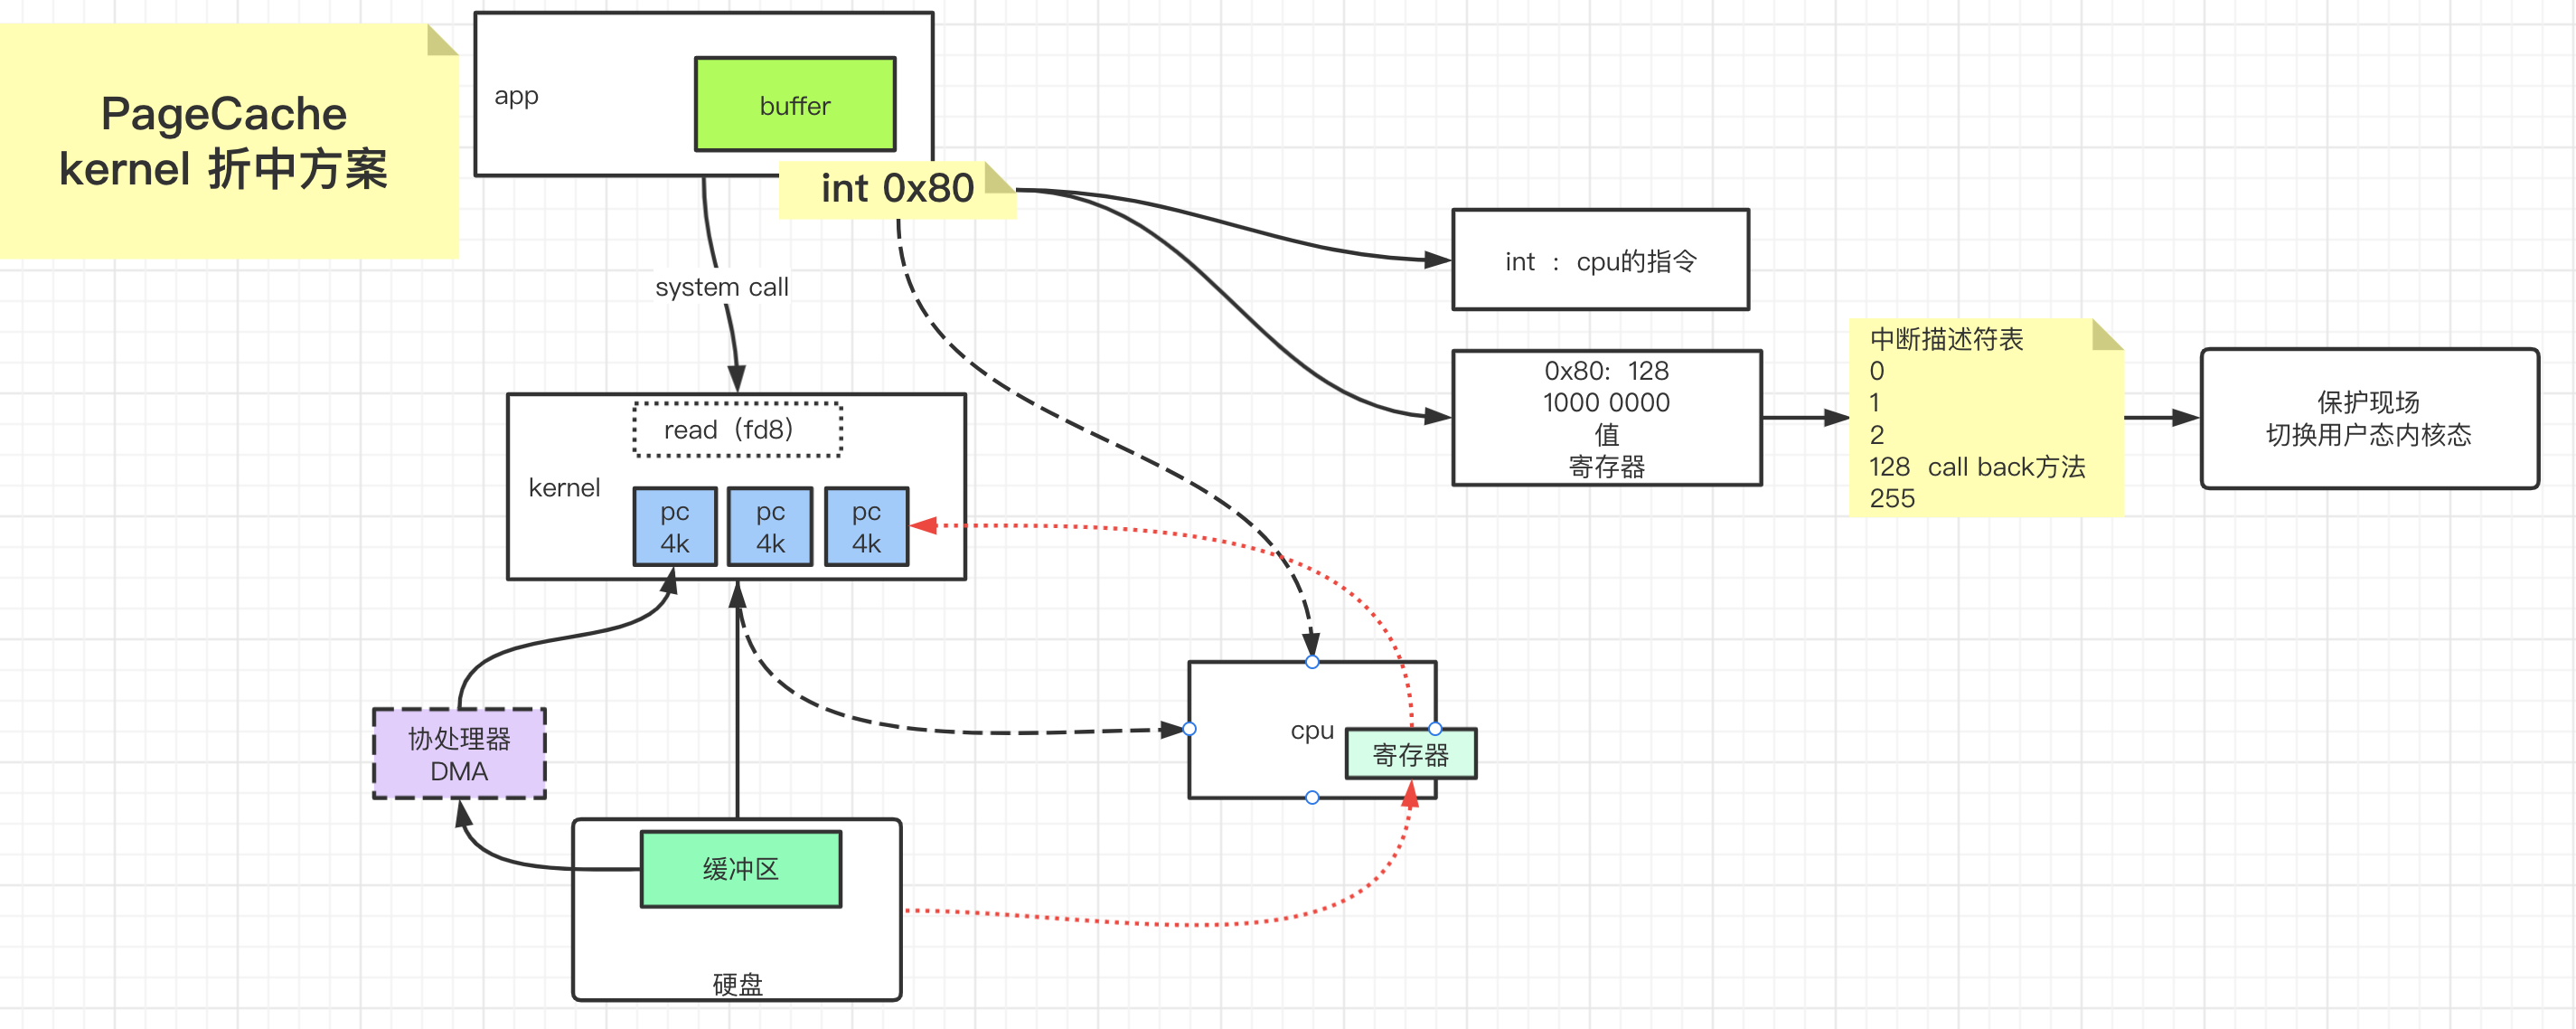 PageCache
kernel 折中方案
app
buffer
int 0x80
system call
int ： cpu的指令
0x80：128
1000 0000
值
寄存器
中断描述符表
0
1
2
128 call back方法
255
保护现场
切换用户态内核态
read（fd8）
kernel
pc
4k
pc
4k
pc
4k
协处理器
DMA
cpu
寄存器
缓冲区
硬盘